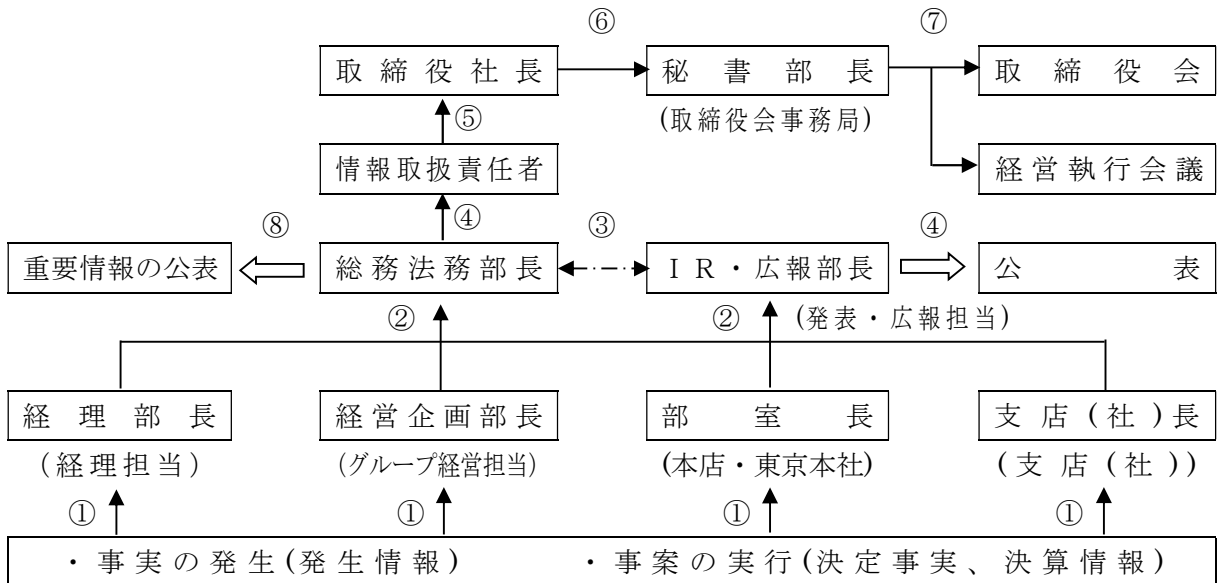 ⑥ ⑦
取締役社長 秘書部長 取締役会
⑤ (取締役会事務局)
情報取扱責任者 経営執行会議
⑧ ④ ③ ④
重要情報の公表 総務法務部長 ＩＲ・広報部長 公表
② ② (発表・広報担当)
経理部長 経営企画部長 部室長 支店(社)長
(経理担当) (グループ経営担当) (本店・東京本社) (支店(社))
① ① ① ①
・事実の発生(発生情報) ・事案の実行(決定事実、決算情報)